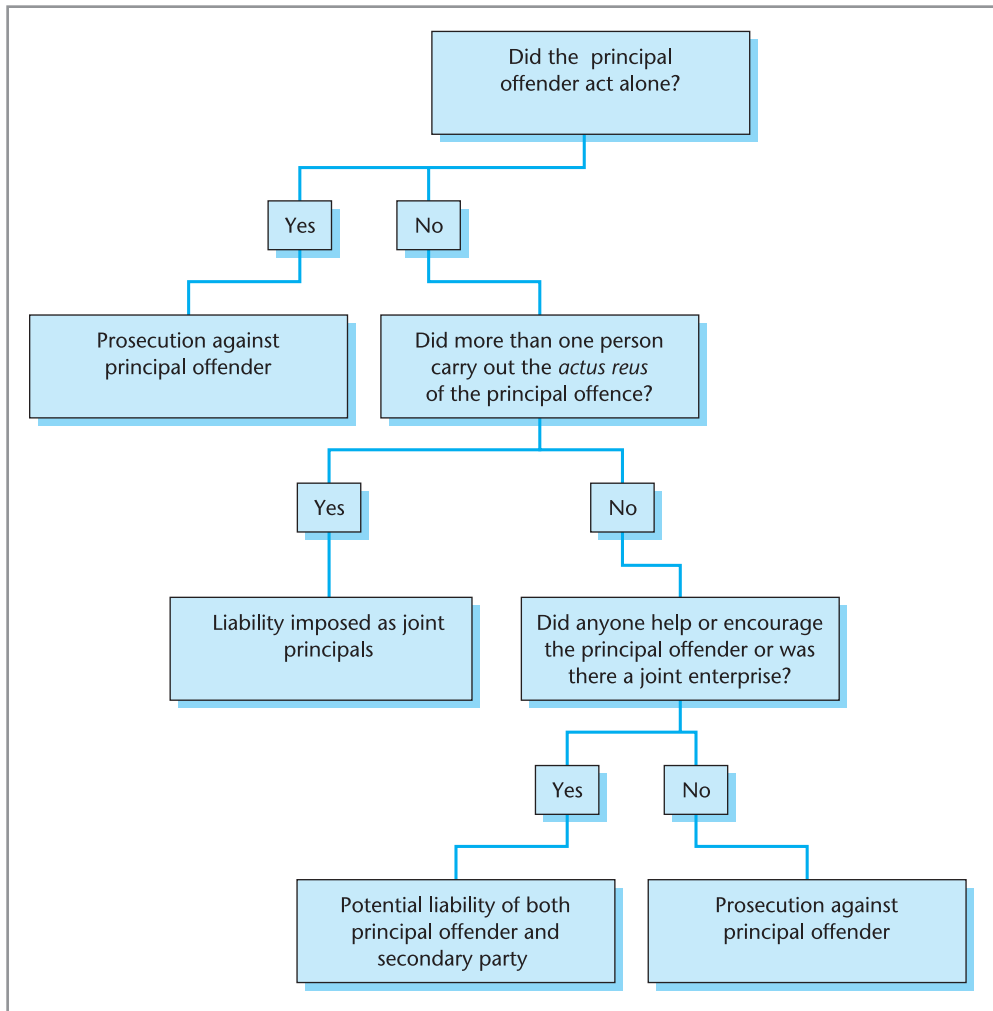 Did the principal
offender act alone?
Yes
No
Prosecution against
principal offender
Did more than one person
carry out the actus reus
of the principal offence?
Yes
No
Liability imposed as joint
principals
Did anyone help or encourage
the principal offender or was
there a joint enterprise?
Yes
No
Potential liability of both
principal offender and
secondary party
Prosecution against
principal offender